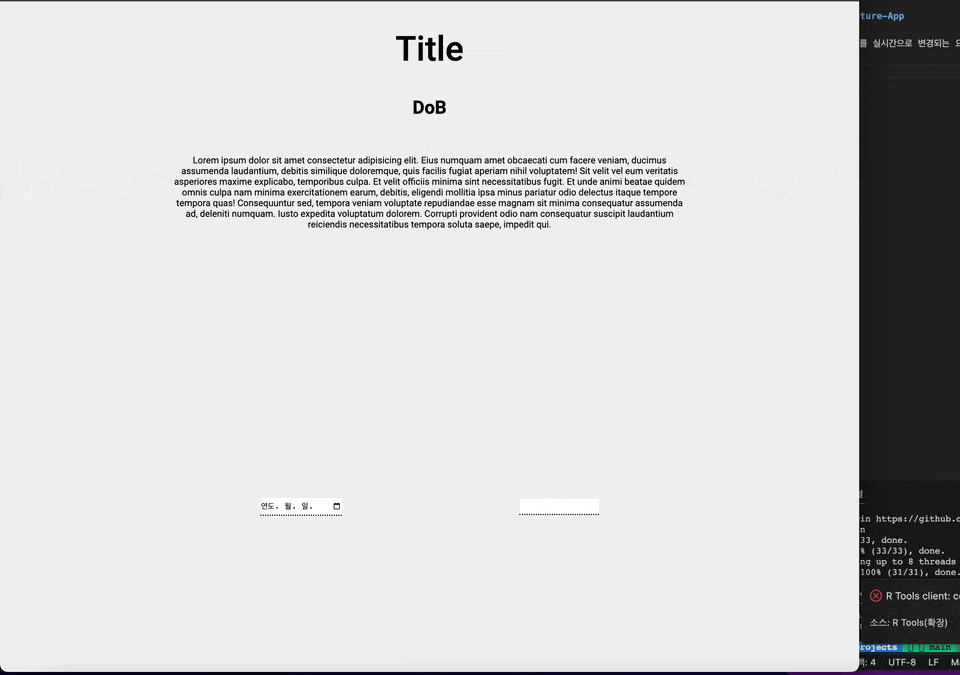 Title
DoB
Lorem ipsum dolor sit amet consectetur adipisicing elit. Eius numquam amet obcaecati cum facere veniam, ducimus
assumenda laudantium, debitis similique doloremque, quis facilis fugiat aperiam nihil voluptatem! Sit velit vel eum veritatis
asperiores maxime explicabo, temporibus culpa. Et velit officiis minima sint necessitatibus fugit. Et unde animi beatae quidem
omnis culpa nam minima exercitationem earum, debitis, eligendi mollitia ipsa minus pariatur odio delectus itaque tempore
tempora quas! Consequuntur sed, tempora veniam voluptate repudiandae esse magnam sit minima consequatur assumenda
ad, deleniti numquam. Iusto expedita voluptatum dolorem. Corrupti provident odio nam consequatur suscipit laudantium
reiciendis necessitatibus tempora soluta saepe, impedit qui.
연도. 월. 일.
ture-App
를 실시간으로 변경되는
in https://github.c
n
33, done.
% (33/33), done.
ng up to 8 threads
100% (31/31), done.
R Tools client: c
소스: R Tools(확장)
projects main
: 4 UTF-8 LF M